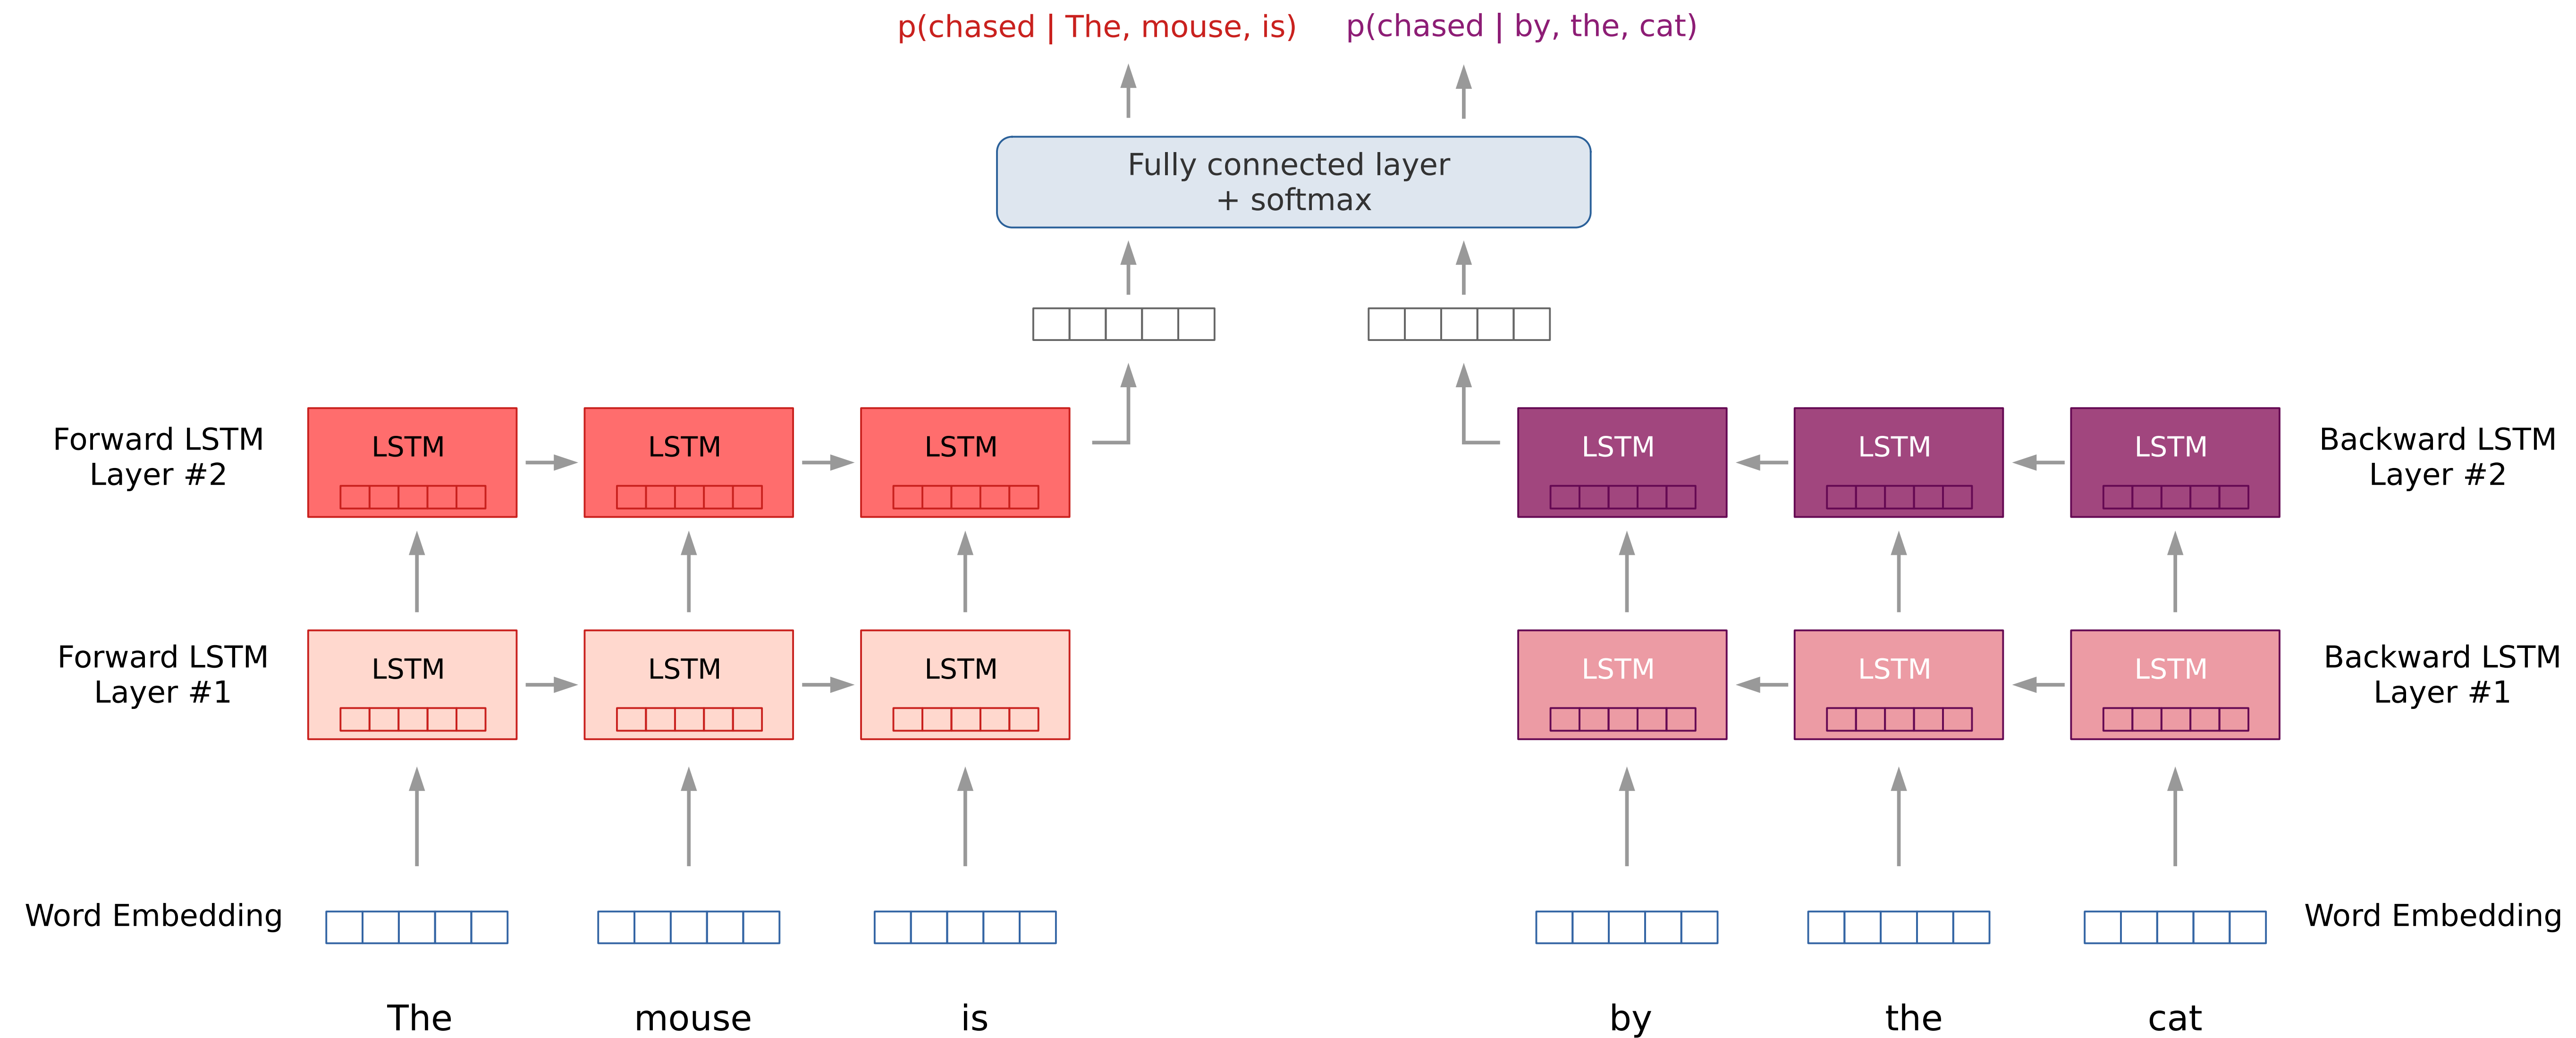 p(chased | The, mouse, is)
p(chased | by, the, cat)
Fully connected layer
+ softmax
Forward LSTM
Layer #2
LSTM
LSTM
LSTM
LSTM
LSTM
LSTM
Backward LSTM
Layer #2
Forward LSTM
Layer #1
LSTM
LSTM
LSTM
LSTM
LSTM
LSTM
Backward LSTM
Layer #1
Word Embedding
Word Embedding
The
mouse
is
by
the
cat